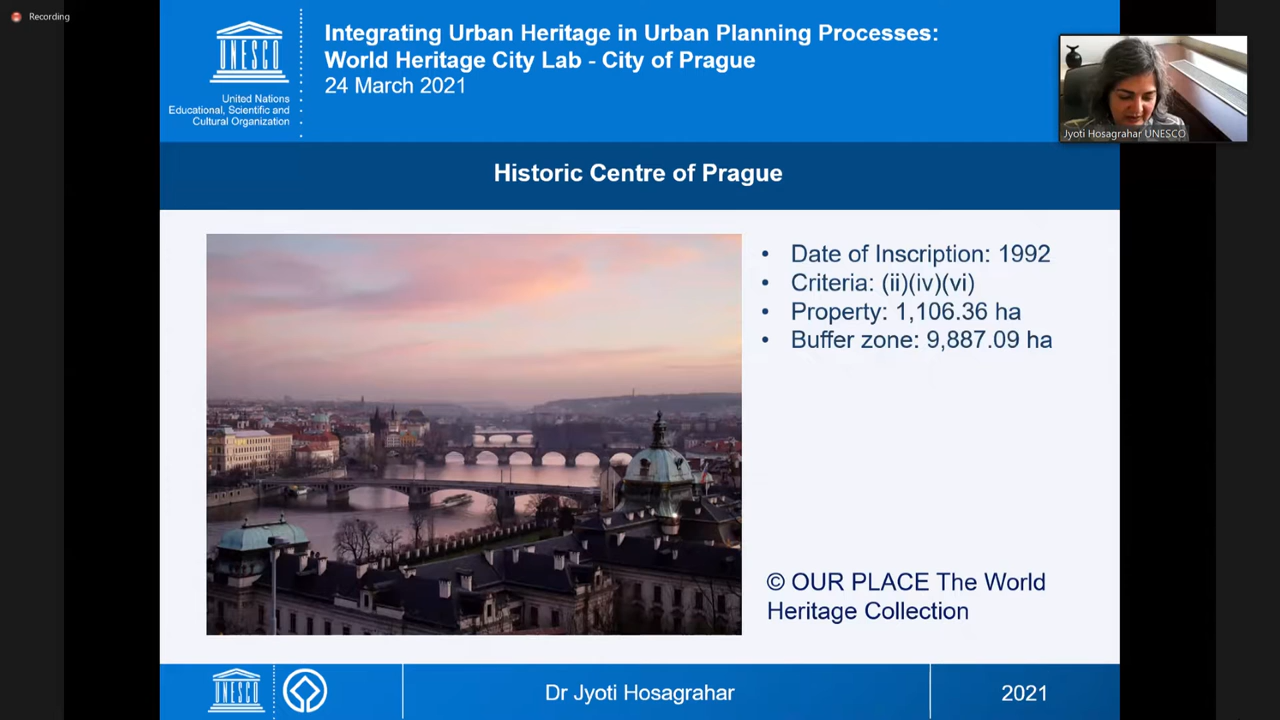 Recording
UNESCO
United Nations
Educational, Scientific and
Cultural Organization
Integrating Urban Heritage in Urban Planning Processes:
World Heritage City Lab - City of Prague
24 March 2021
Jyoti Hosagrahar UNESCO
Historic Centre of Prague
• Date of Inscription: 1992
• Criteria: (ii)(iv)(vi)
• Property: 1,106.36 ha
• Buffer zone: 9,887.09 ha
© OUR PLACE The World
Heritage Collection
UNESCO
Dr Jyoti Hosagrahar
2021